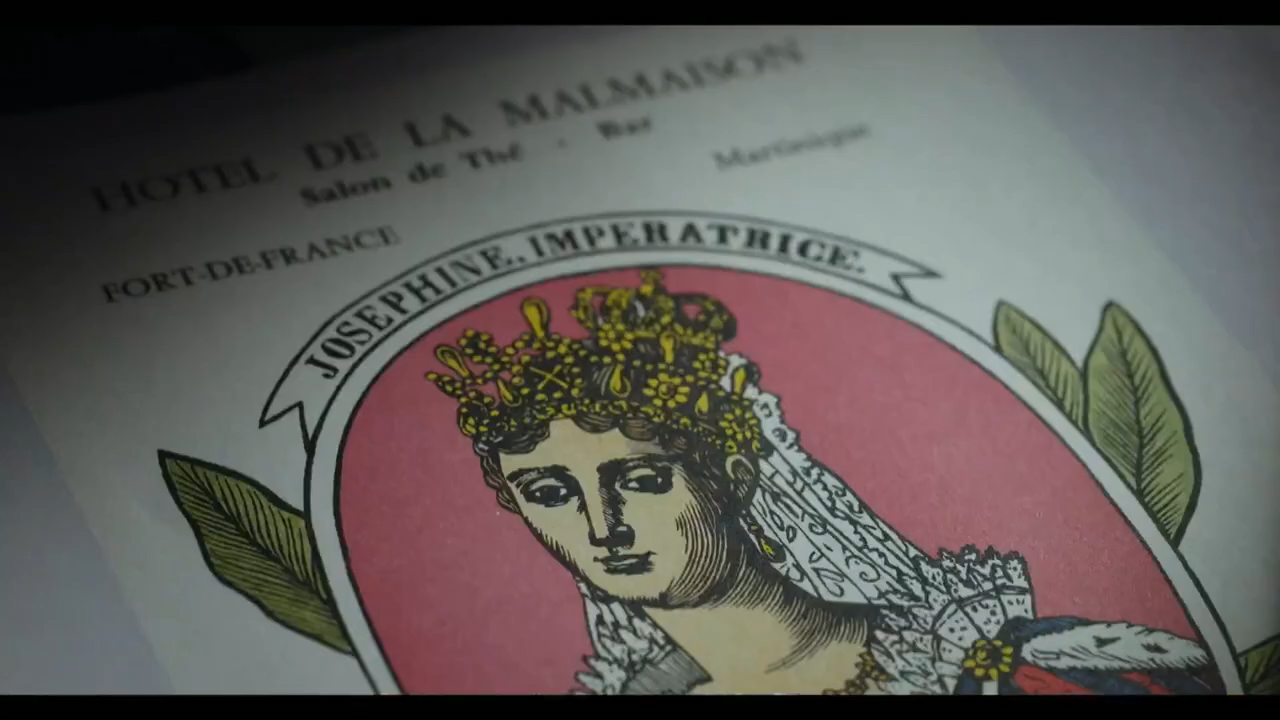 HOTEL DE LA MALMAISON
Salon de Thé · Bar
FORT-DE-FRANCE Martinique
JOSEPHINE, IMPERATRICE.